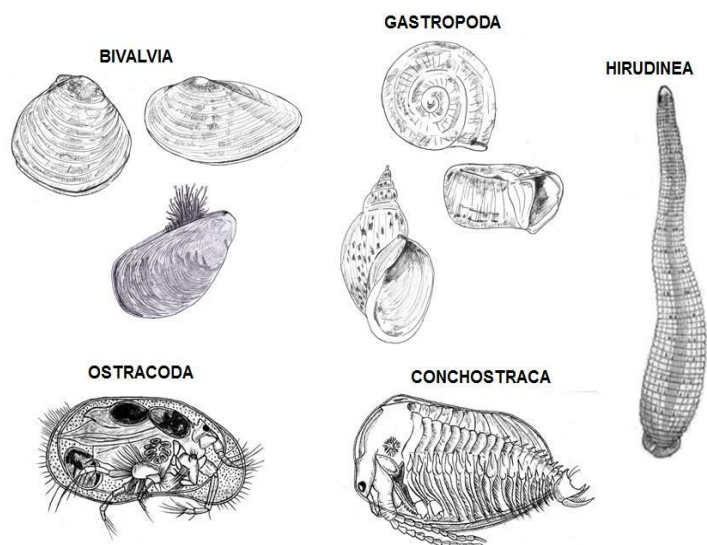 GASTROPODA
BIVALVIA
HIRUDINEA
OSTRACODA
CONCHOSTRACA